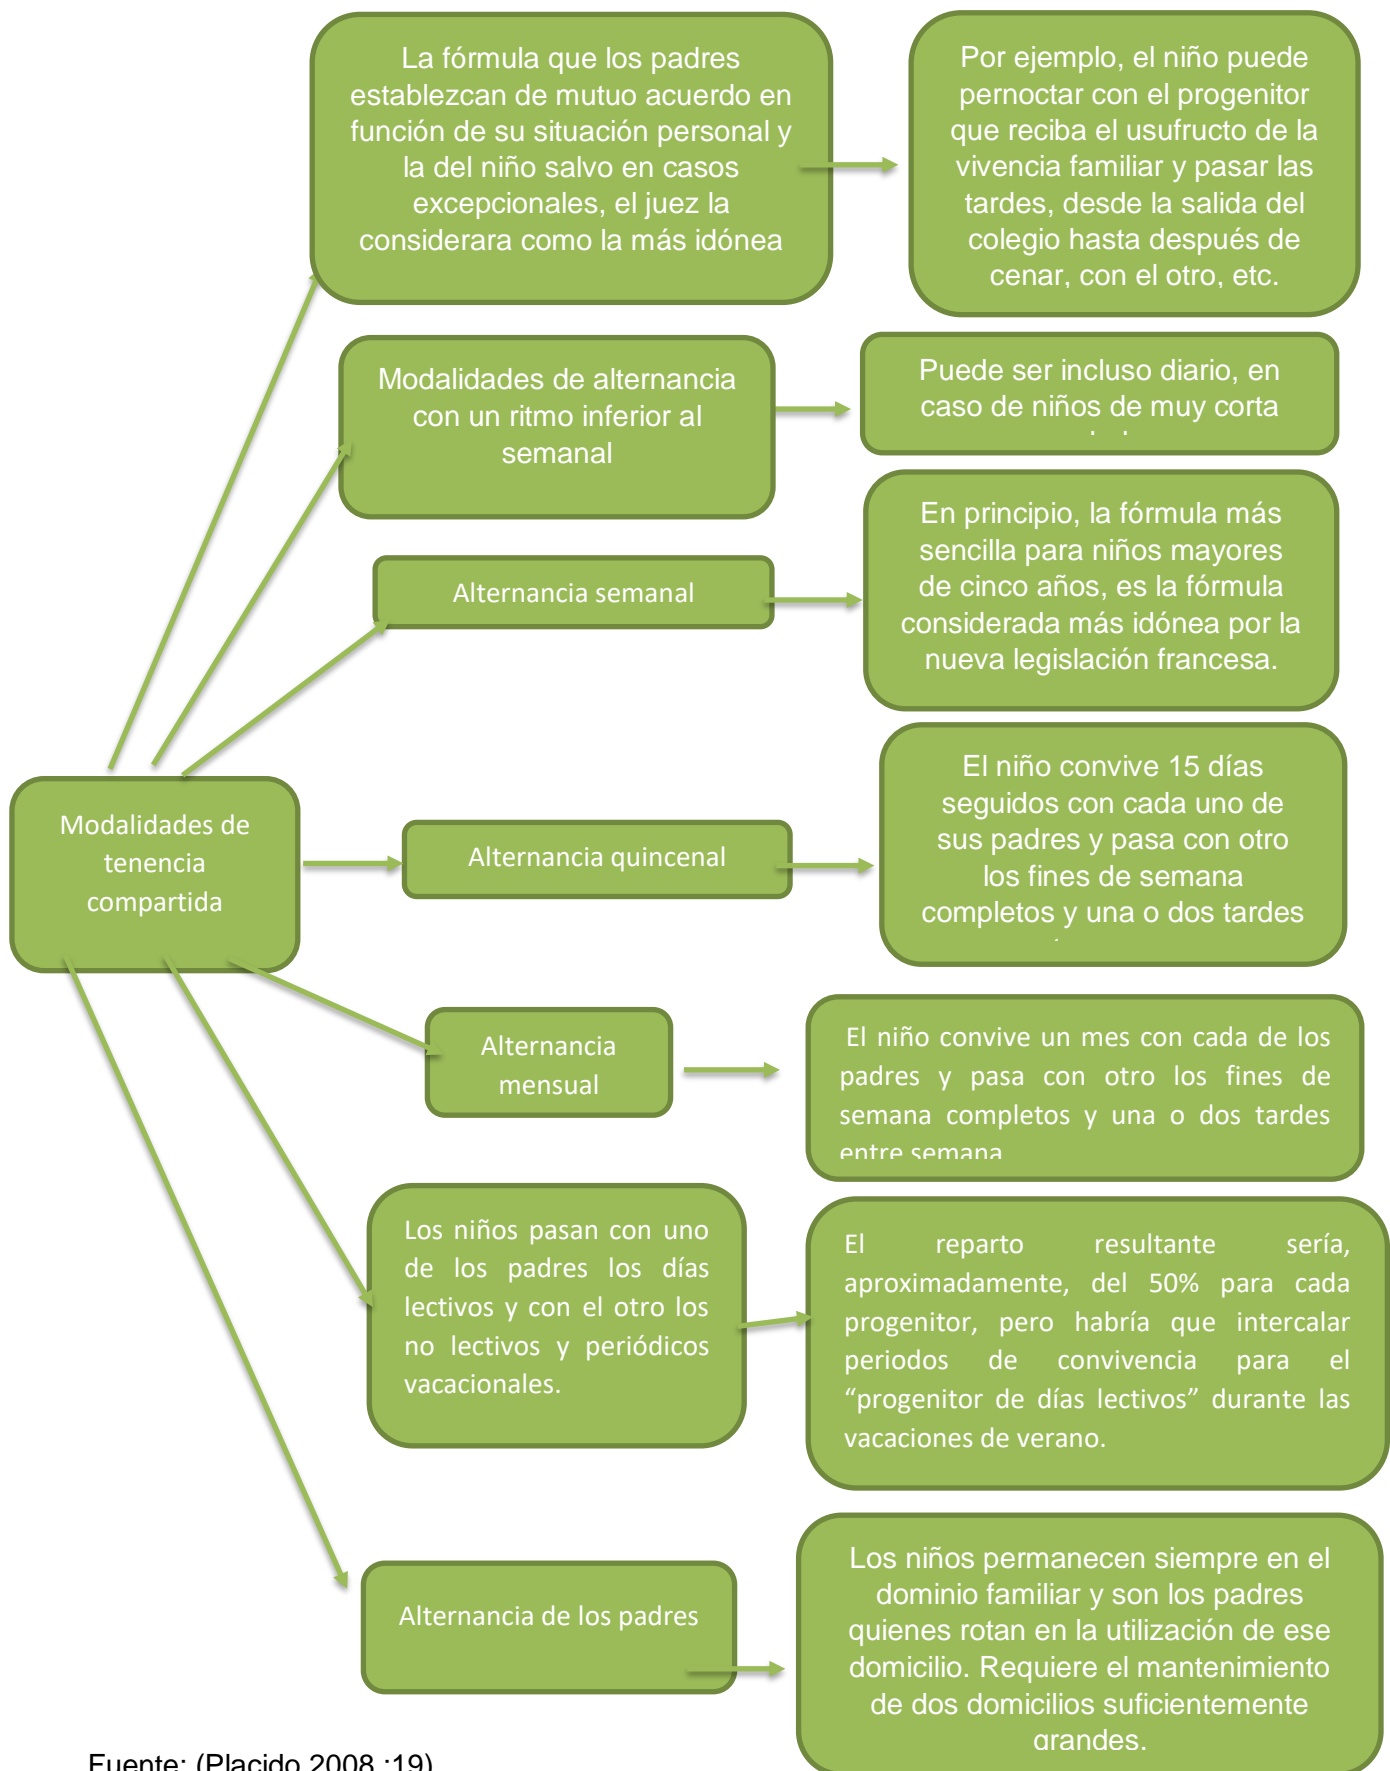 La fórmula que los padres
establezcan de mutuo acuerdo en
función de su situación personal y
la del niño salvo en casos
excepcionales, el juez la
considerara como la más idónea
Por ejemplo, el niño puede
pernoctar con el progenitor
que reciba el usufructo de la
vivencia familiar y pasar las
tardes, desde la salida del
colegio hasta después de
cenar, con el otro, etc.
Modalidades de alternancia
con un ritmo inferior al
semanal
Puede ser incluso diario, en
caso de niños de muy corta
Alternancia semanal
En principio, la fórmula más
sencilla para niños mayores
de cinco años, es la fórmula
considerada más idónea por la
nueva legislación francesa.
Modalidades de
tenencia
compartida
Alternancia quincenal
El niño convive 15 días
seguidos con cada uno de
sus padres y pasa con otro
los fines de semana
completos y una o dos tardes
Alternancia
mensual
El niño convive un mes con cada de los
padres y pasa con otro los fines de
semana completos y una o dos tardes
entre semana
Los niños pasan con uno
de los padres los días
lectivos y con el otro los
no lectivos y periódicos
vacacionales.
El reparto resultante sería,
aproximadamente, del 50% para cada
progenitor, pero habría que intercalar
periodos de convivencia para el
“progenitor de días lectivos” durante las
vacaciones de verano.
Alternancia de los padres
Los niños permanecen siempre en el
dominio familiar y son los padres
quienes rotan en la utilización de ese
domicilio. Requiere el mantenimiento
de dos domicilios suficientemente
grandes.
Fuente: (Placido 2008 :19)